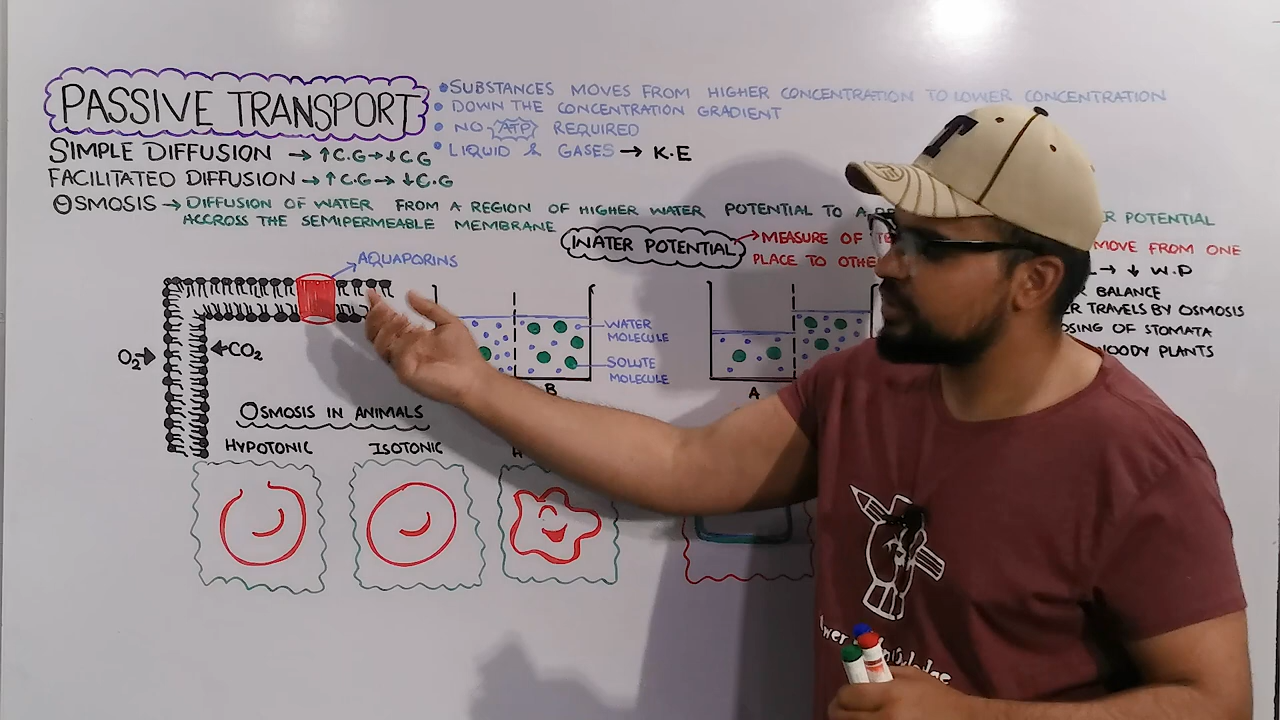 PASSIVE TRANSPORT
• SUBSTANCES MOVES FROM HIGHER CONCENTRATION TO LOWER CONCENTRATION
• DOWN THE CONCENTRATION GRADIENT
• NO ATP REQUIRED
• LIQUID & GASES → K.E
SIMPLE DIFFUSION → ↑C.G → ↓C.G
FACILITATED DIFFUSION → ↑C.G → ↓C.G
OSMOSIS → DIFFUSION OF WATER FROM A REGION OF HIGHER WATER POTENTIAL TO A POTENTIAL
ACCROSS THE SEMIPERMEABLE MEMBRANE
WATER POTENTIAL → MEASURE OF MOVE FROM ONE
PLACE TO OTHE
→ ↓ W.P
BALANCE
TRAVELS BY OSMOSIS
OF STOMATA
PLANTS
AQUAPORINS
O2 →
← CO2
WATER
MOLECULE
SOLUTE
MOLECULE
B
A
OSMOSIS IN ANIMALS
HYPOTONIC ISOTONIC H
T